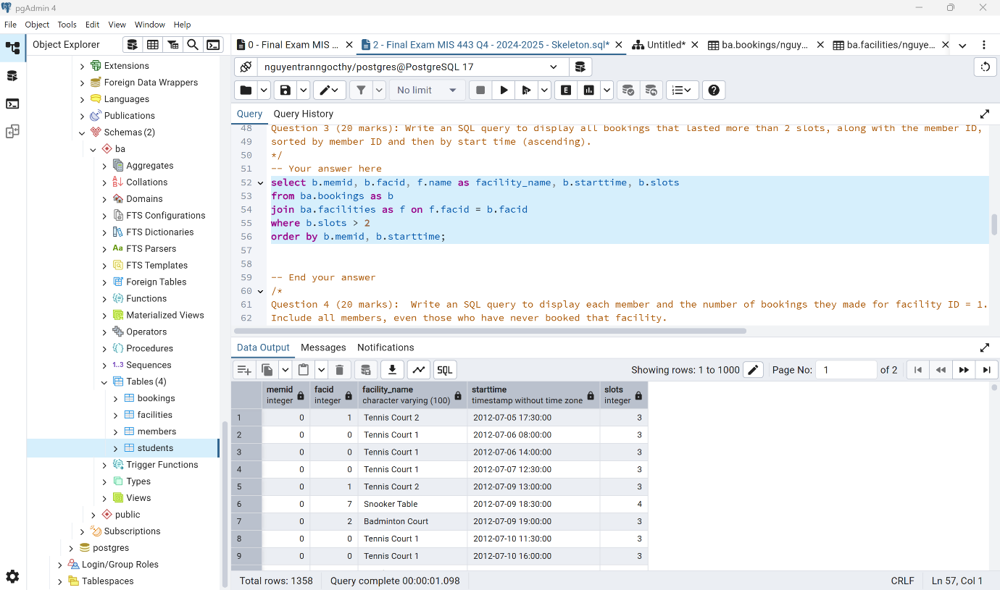 pgAdmin 4
File Object Tools Edit View Window Help
Object Explorer
0 - Final Exam MIS ...
2 - Final Exam MIS 443 Q4 - 2024-2025 - Skeleton.sql*
Untitled*
ba.bookings/nguy...
ba.facilities/nguye...
Extensions
Foreign Data Wrappers
Languages
Publications
Schemas (2)
ba
Aggregates
Collations
Domains
FTS Configurations
FTS Dictionaries
Aa FTS Parsers
FTS Templates
Foreign Tables
Functions
Materialized Views
Operators
Procedures
1..3 Sequences
Tables (4)
bookings
facilities
members
students
Trigger Functions
Types
Views
public
Subscriptions
postgres
Login/Group Roles
Tablespaces
nguyentranngocthy/postgres@PostgreSQL 17
No limit
E
Query Query History
48 Question 3 (20 marks): Write an SQL query to display all bookings that lasted more than 2 slots, along with the member ID,
49 sorted by member ID and then by start time (ascending).
50 */
51 -- Your answer here
52 select b.memid, b.facid, f.name as facility_name, b.starttime, b.slots
53 from ba.bookings as b
54 join ba.facilities as f on f.facid = b.facid
55 where b.slots > 2
56 order by b.memid, b.starttime;
57
58
59 -- End your answer
60 /*
61 Question 4 (20 marks):  Write an SQL query to display each member and the number of bookings they made for facility ID = 1.
62 Include all members, even those who have never booked that facility.
Data Output Messages Notifications
SQL
Showing rows: 1 to 1000
Page No: 1 of 2
memid facid facility_name starttime slots
integer integer character varying (100) timestamp without time zone integer
1 0 1 Tennis Court 2 2012-07-05 17:30:00 3
2 0 0 Tennis Court 1 2012-07-06 08:00:00 3
3 0 0 Tennis Court 1 2012-07-06 14:00:00 3
4 0 0 Tennis Court 1 2012-07-07 12:30:00 3
5 0 1 Tennis Court 2 2012-07-09 13:00:00 3
6 0 7 Snooker Table 2012-07-09 18:30:00 4
7 0 2 Badminton Court 2012-07-09 19:00:00 3
8 0 0 Tennis Court 1 2012-07-10 11:30:00 3
9 0 0 Tennis Court 1 2012-07-10 16:00:00 3
Total rows: 1358 Query complete 00:00:01.098 CRLF Ln 57, Col 1